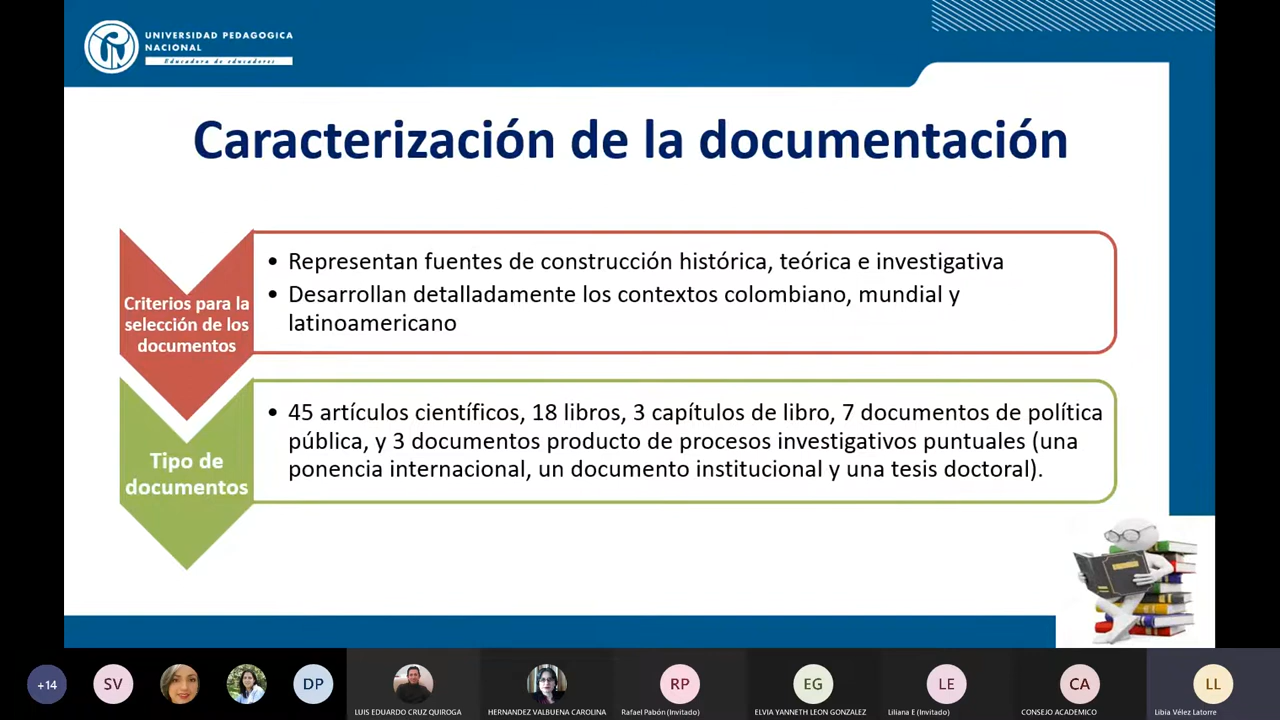 UNIVERSIDAD PEDAGOGICA
NACIONAL
Educadora de educadores
Caracterización de la documentación
Criterios para la
selección de los
documentos
• Representan fuentes de construcción histórica, teórica e investigativa
• Desarrollan detalladamente los contextos colombiano, mundial y
latinoamericano
Tipo de
documentos
• 45 artículos científicos, 18 libros, 3 capítulos de libro, 7 documentos de política
pública, y 3 documentos producto de procesos investigativos puntuales (una
ponencia internacional, un documento institucional y una tesis doctoral).
+14
SV
DP
RP
EG
LE
CA
LL
LUIS EDUARDO CRUZ QUIROGA
HERNANDEZ VALBUENA CAROLINA
Rafael Pabón (Invitado)
ELVIA YANNETH LEON GONZALEZ
Liliana E (Invitado)
CONSEJO ACADEMICO
Libia Vélez Latorre